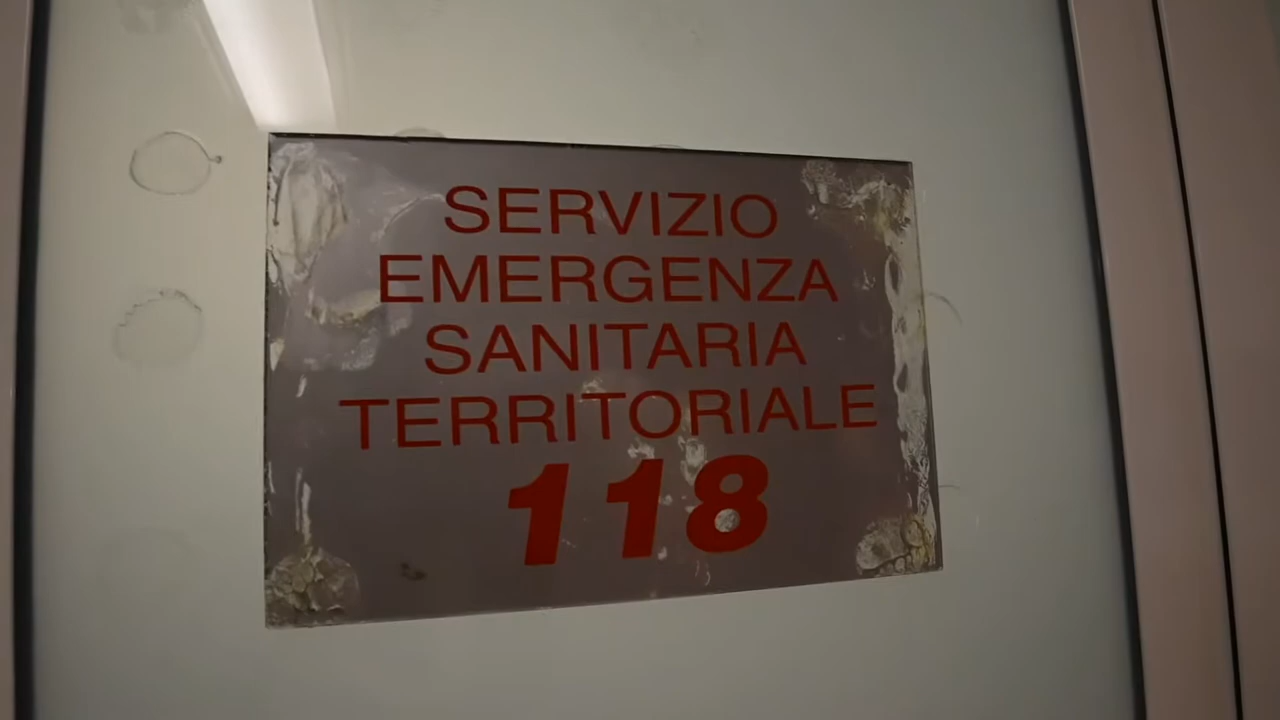 SERVIZIO
EMERGENZA
SANITARIA
TERRITORIALE
118